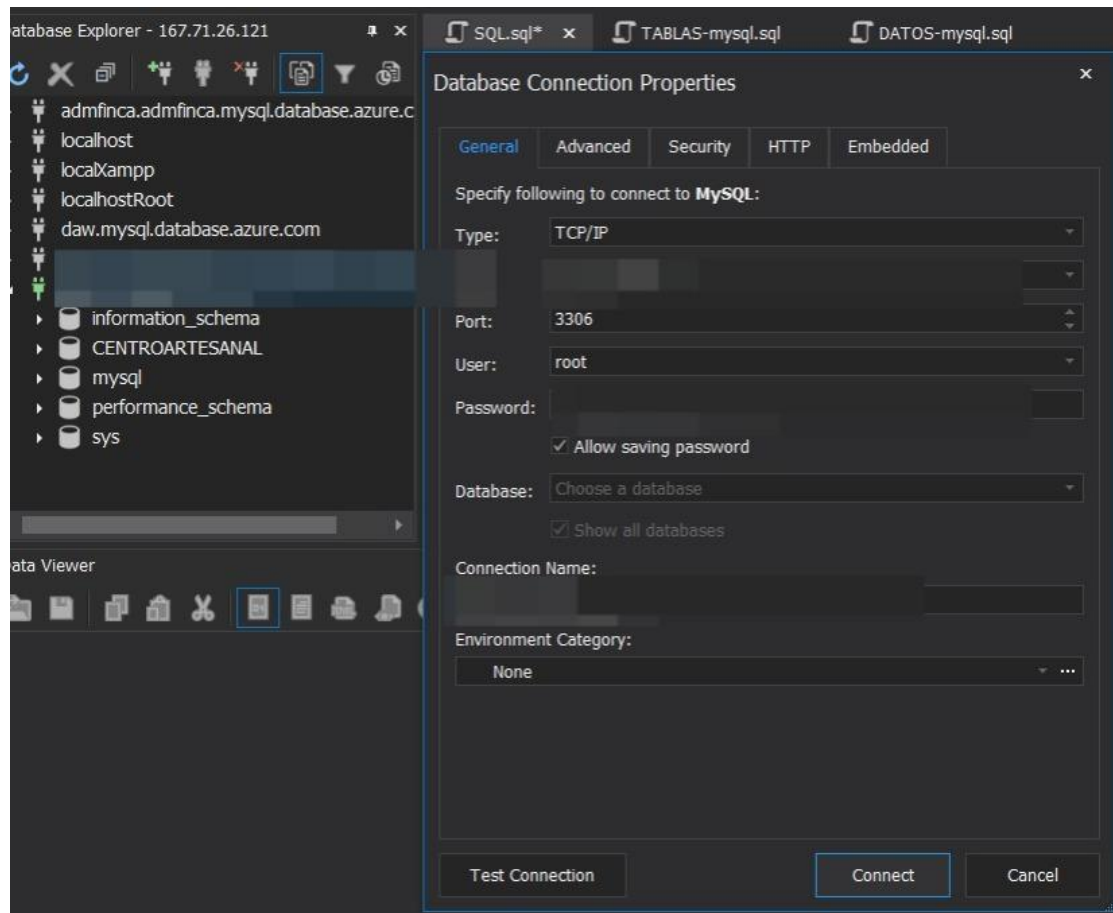 atabase Explorer - 167.71.26.121
admfinca.admfinca.mysql.database.azure.c
localhost
localXampp
localhostRoot
daw.mysql.database.azure.com
information_schema
CENTROARTESANAL
mysql
performance_schema
sys
ata Viewer
SQL.sql*
TABLAS-mysql.sql
DATOS-mysql.sql
Database Connection Properties
General Advanced Security HTTP Embedded
Specify following to connect to MySQL:
Type: TCP/IP
Port: 3306
User: root
Password:
Allow saving password
Database: Choose a database
Show all databases
Connection Name:
Environment Category:
None
...
Test Connection Connect Cancel